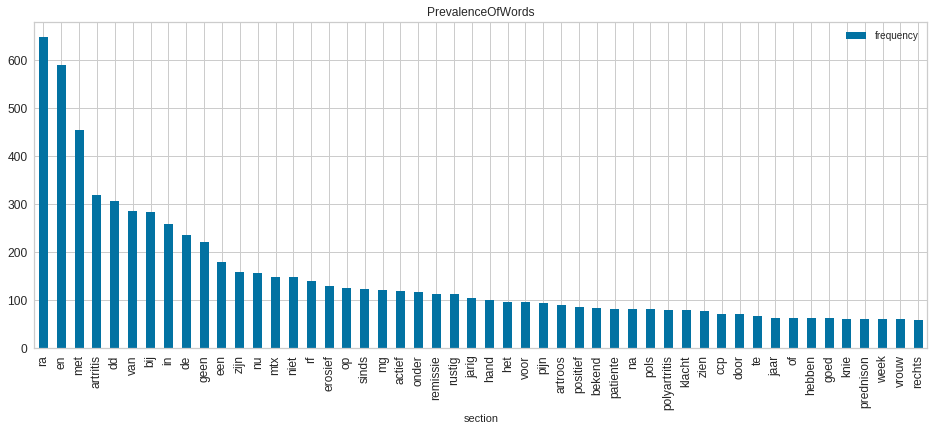 PrevalenceOfWords
frequency
600
500
400
300
200
100
0
ra en met artritis dd van bij in de geen een zijn nu mtx niet rf erosief op sinds mg actief onder remissie rustig jarig hand het voor pijn artroos positief bekend patiente na pols polyartritis klacht zien ccp door te jaar of hebben goed knie prednison week vrouw rechts
section